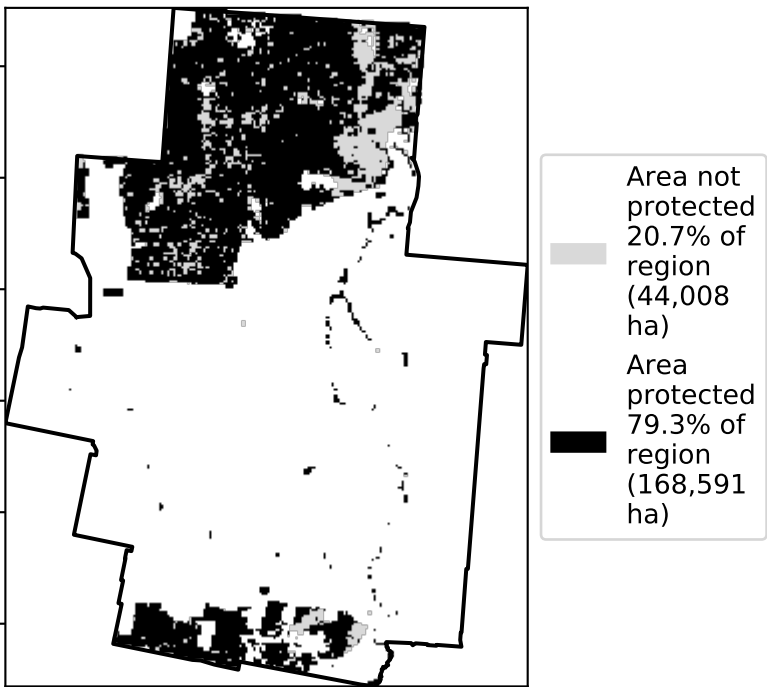 Area not
protected
20.7% of
region
(44,008
ha)
Area
protected
79.3% of
region
(168,591
ha)